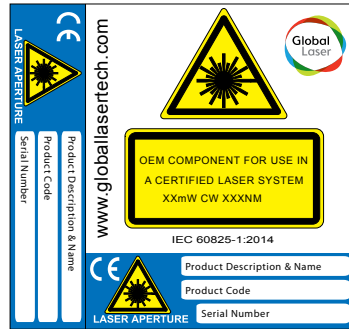 LASER APERTURE
Serial Number
Product Code
Product Description & Name
www.globallasertech.com
Global
Laser
OEM COMPONENT FOR USE IN
A CERTIFIED LASER SYSTEM
XXmW CW XXXNM
IEC 60825-1:2014
CE
CE
LASER APERTURE
Product Description & Name
Product Code
Serial Number